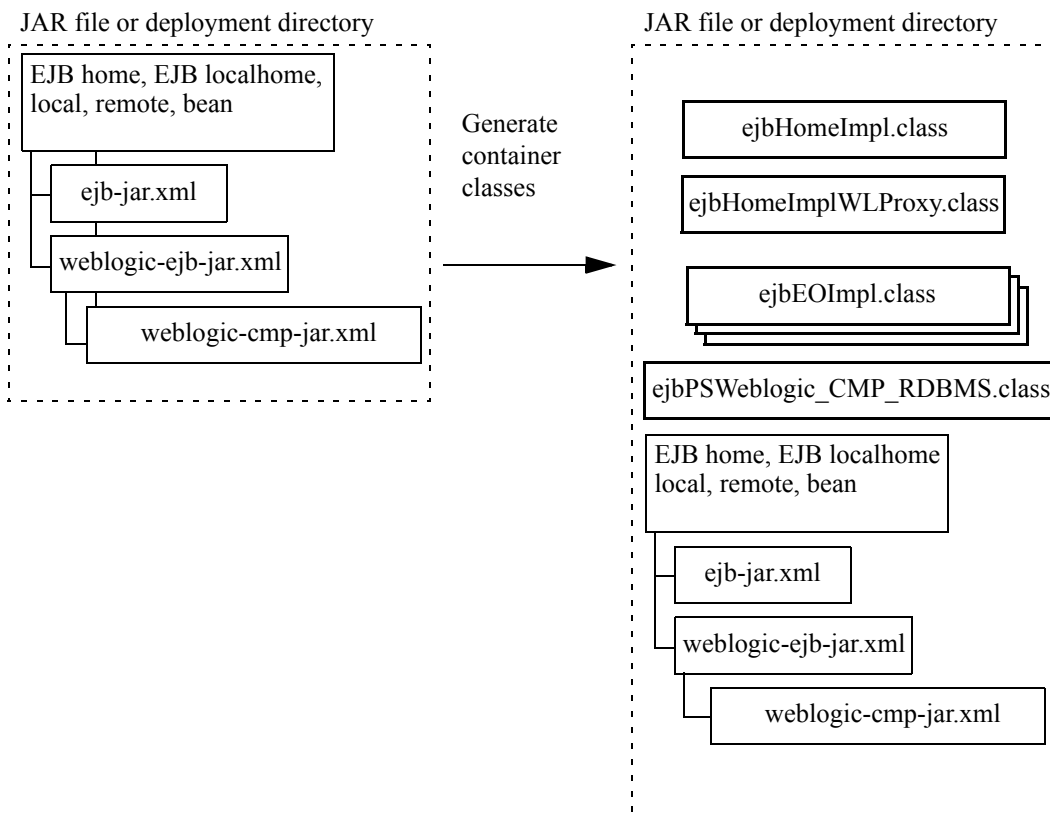 JAR file or deployment directory
EJB home, EJB localhome,
local, remote, bean
ejb-jar.xml
weblogic-ejb-jar.xml
weblogic-cmp-jar.xml
Generate
container
classes
JAR file or deployment directory
ejbHomeImpl.class
ejbHomeImplWLProxy.class
ejbEOImpl.class
ejbPSWeblogic_CMP_RDBMS.class
EJB home, EJB localhome
local, remote, bean
ejb-jar.xml
weblogic-ejb-jar.xml
weblogic-cmp-jar.xml